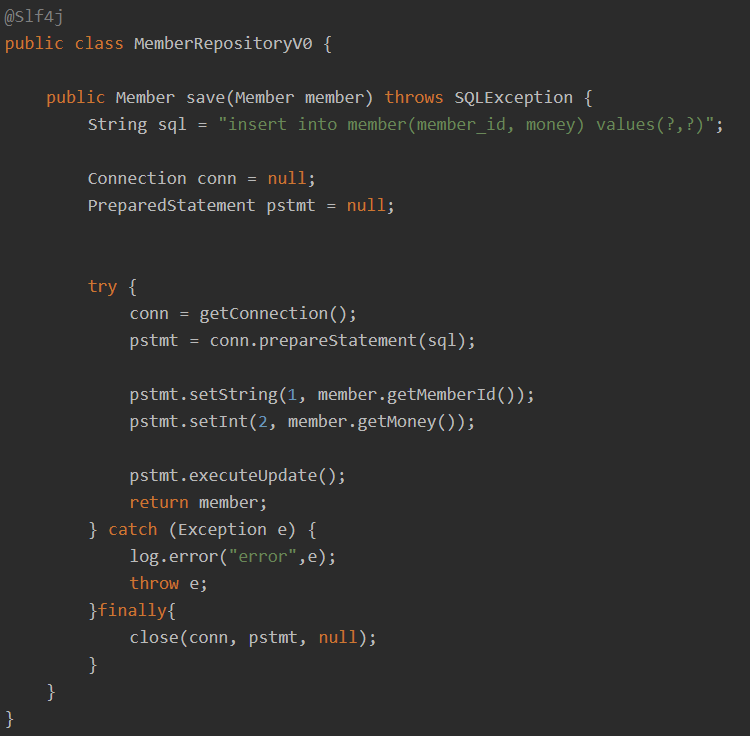 @Slf4j
public class MemberRepositoryV0 {
public Member save(Member member) throws SQLException {
String sql = "insert into member(member_id, money) values(?,?)";
Connection conn = null;
PreparedStatement pstmt = null;
try {
conn = getConnection();
pstmt = conn.prepareStatement(sql);
pstmt.setString(1, member.getMemberId());
pstmt.setInt(2, member.getMoney());
pstmt.executeUpdate();
return member;
} catch (Exception e) {
log.error("error",e);
throw e;
}finally{
close(conn, pstmt, null);
}
}
}